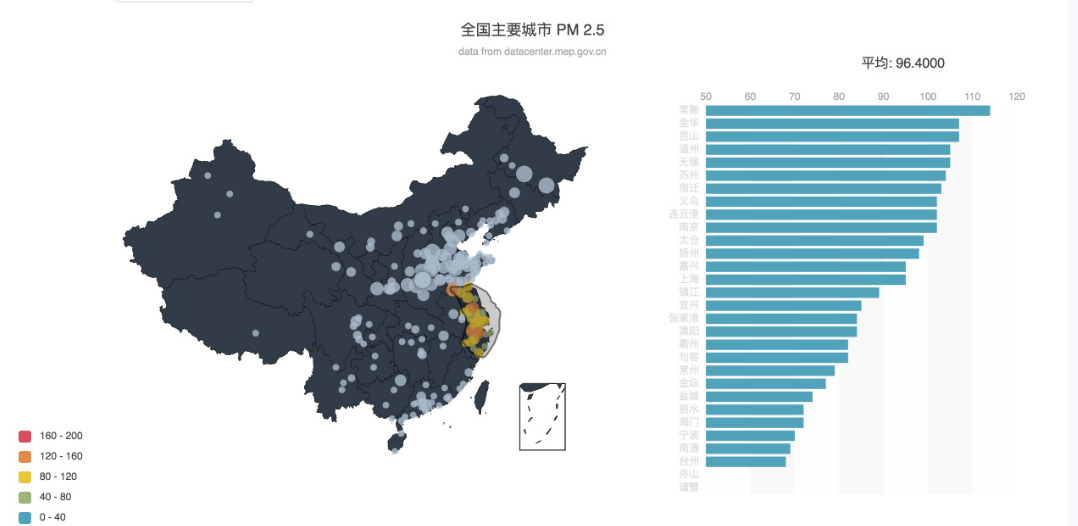 全国主要城市 PM 2.5
data from datacenter.mep.gov.cn
平均: 96.4000
50 60 70 80 90 100 110 120
常熟
金华
昆山
温州
无锡
苏州
宿迁
义乌
连云港
南京
太仓
扬州
嘉兴
上海
镇江
宜兴
张家港
溧阳
衢州
句容
常州
金坛
盐城
丽水
海门
宁波
南通
台州
舟山
诸暨
160 - 200
120 - 160
80 - 120
40 - 80
0 - 40